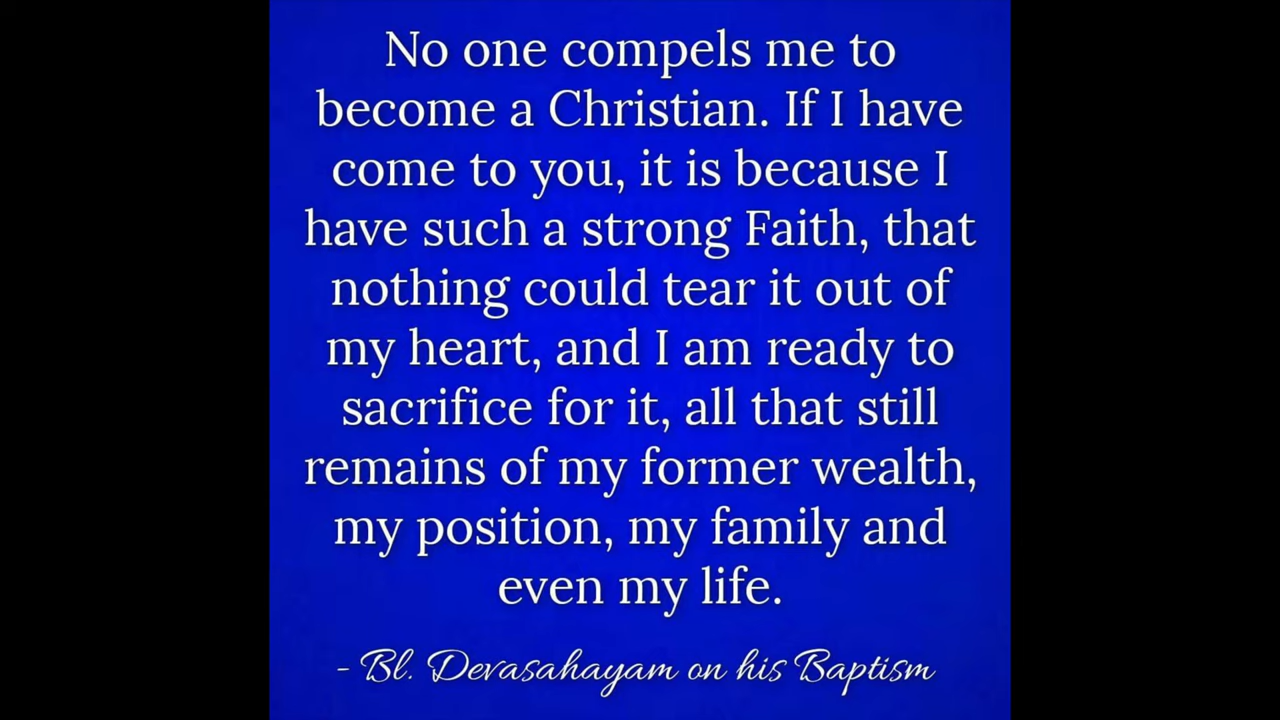 No one compels me to
become a Christian. If I have
come to you, it is because I
have such a strong Faith, that
nothing could tear it out of
my heart, and I am ready to
sacrifice for it, all that still
remains of my former wealth,
my position, my family and
even my life.
- Bl. Devasahayam on his Baptism